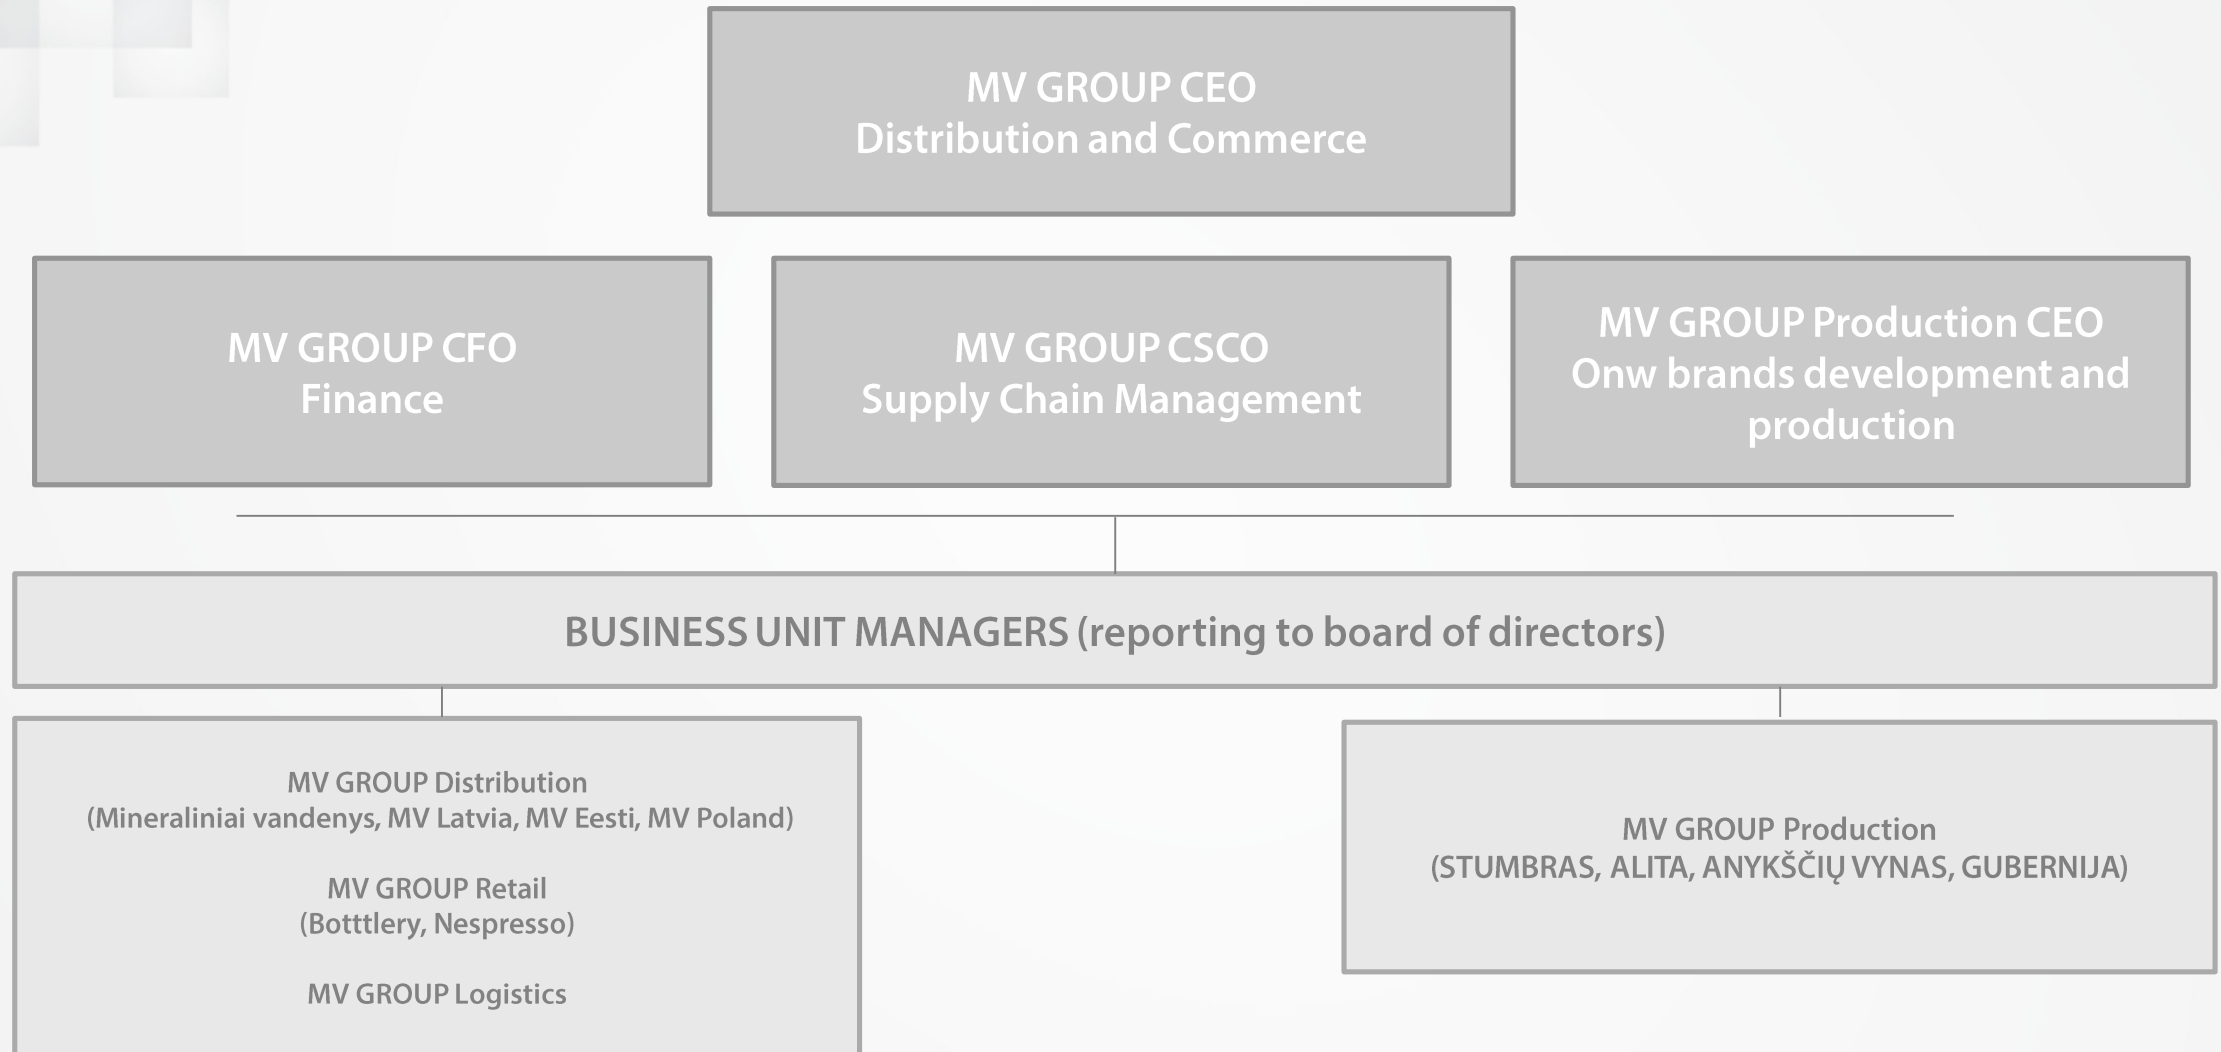 MV GROUP CEO
Distribution and Commerce
MV GROUP CFO
Finance
MV GROUP CSCO
Supply Chain Management
MV GROUP Production CEO
Onw brands development and
production
BUSINESS UNIT MANAGERS (reporting to board of directors)
MV GROUP Distribution
(Mineraliniai vandenys, MV Latvia, MV Eesti, MV Poland)
MV GROUP Retail
(Botttlery, Nespresso)
MV GROUP Logistics
MV GROUP Production
(STUMBRAS, ALITA, ANYKŠČIŲ VYNAS, GUBERNIJA)